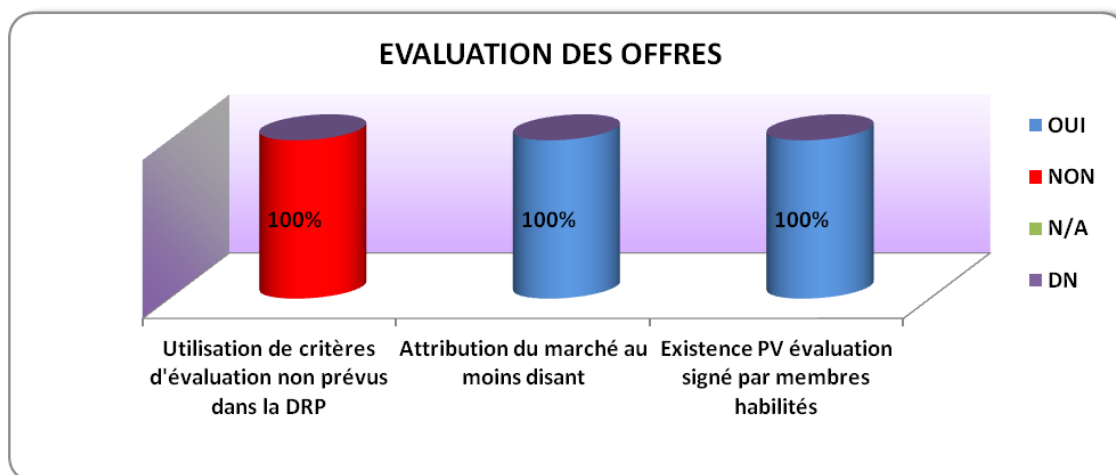 EVALUATION DES OFFRES
100%
100%
100%
OUI
NON
N/A
DN
Utilisation de critères
d'évaluation non prévus
dans la DRP
Attribution du marché au
moins disant
Existence PV évaluation
signé par membres
habilités